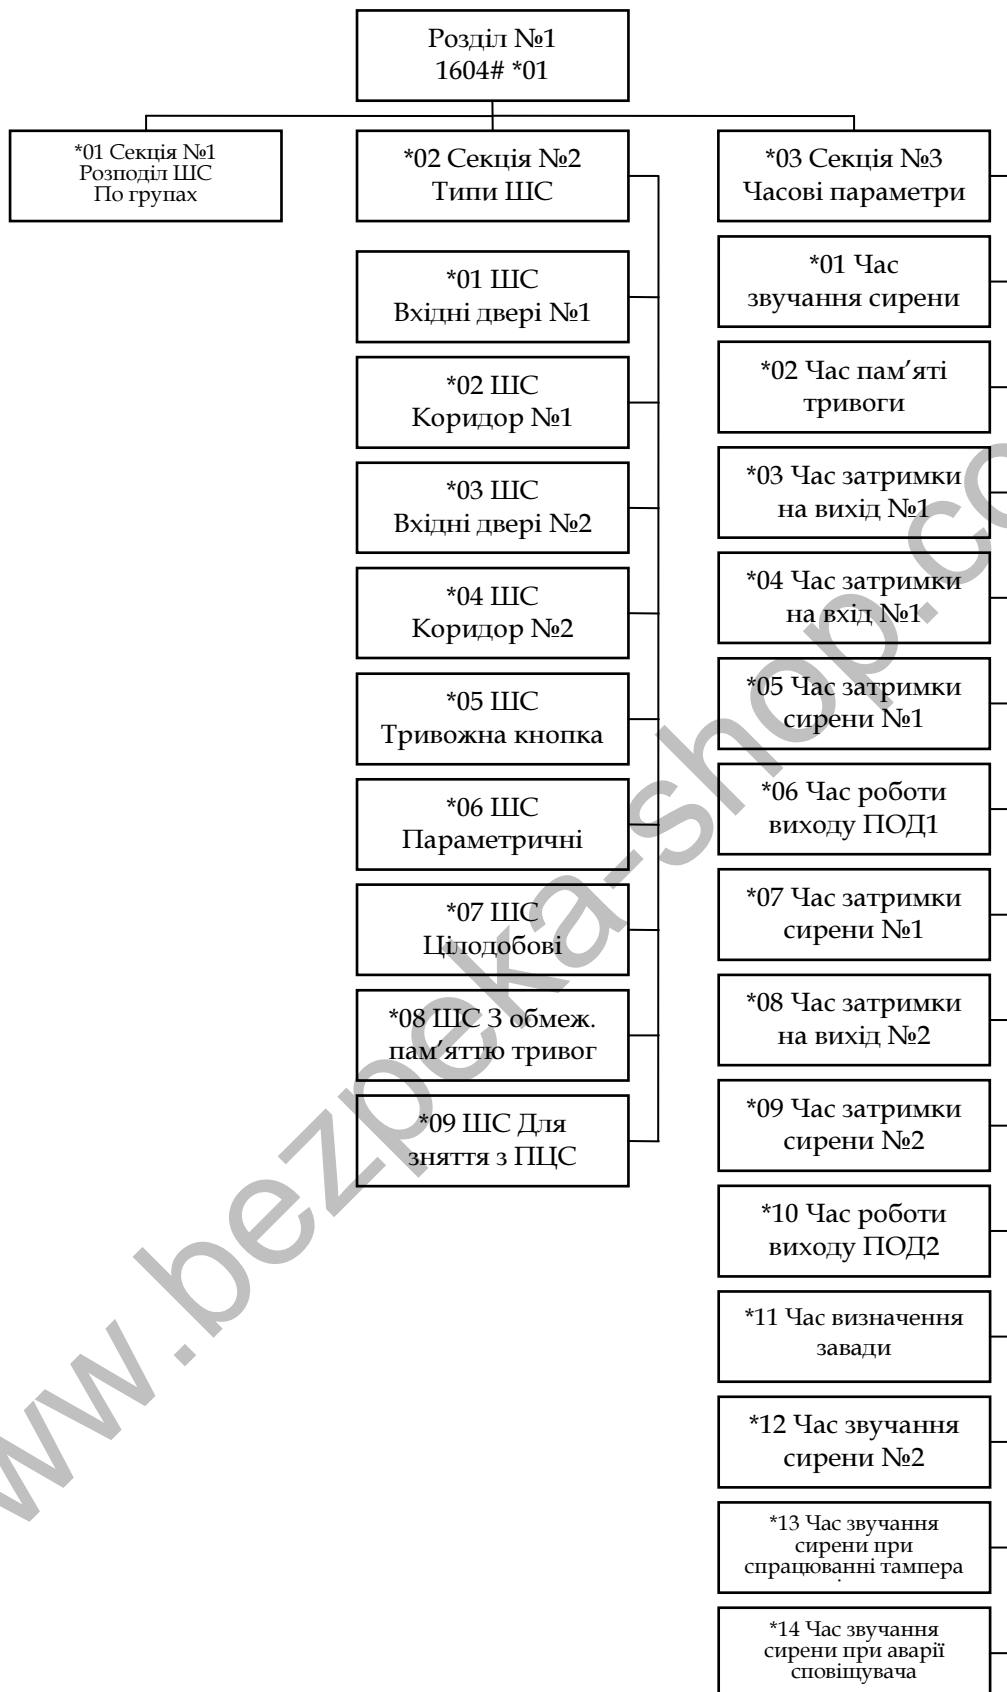 Розділ №1
1604# *01
*01 Секція №1
Розподіл ШС
По групах
*02 Секція №2
Типи ШС
*01 ШС
Вхідні двері №1
*02 ШС
Коридор №1
*03 ШС
Вхідні двері №2
*04 ШС
Коридор №2
*05 ШС
Тривожна кнопка
*06 ШС
Параметричні
*07 ШС
Цілодобові
*08 ШС З обмеж.
пам’яттю тривог
*09 ШС Для
зняття з ПЦС
*03 Секція №3
Часові параметри
*01 Час
звучання сирени
*02 Час пам’яті
тривоги
*03 Час затримки
на вихід №1
*04 Час затримки
на вхід №1
*05 Час затримки
сирени №1
*06 Час роботи
виходу ПОД1
*07 Час затримки
сирени №1
*08 Час затримки
на вихід №2
*09 Час затримки
сирени №2
*10 Час роботи
виходу ПОД2
*11 Час визначення
завади
*12 Час звучання
сирени №2
*13 Час звучання
сирени при
спрацюванні тампера
*14 Час звучання
сирени при аварії
сповіщувача
www.bezpeka-shop.co